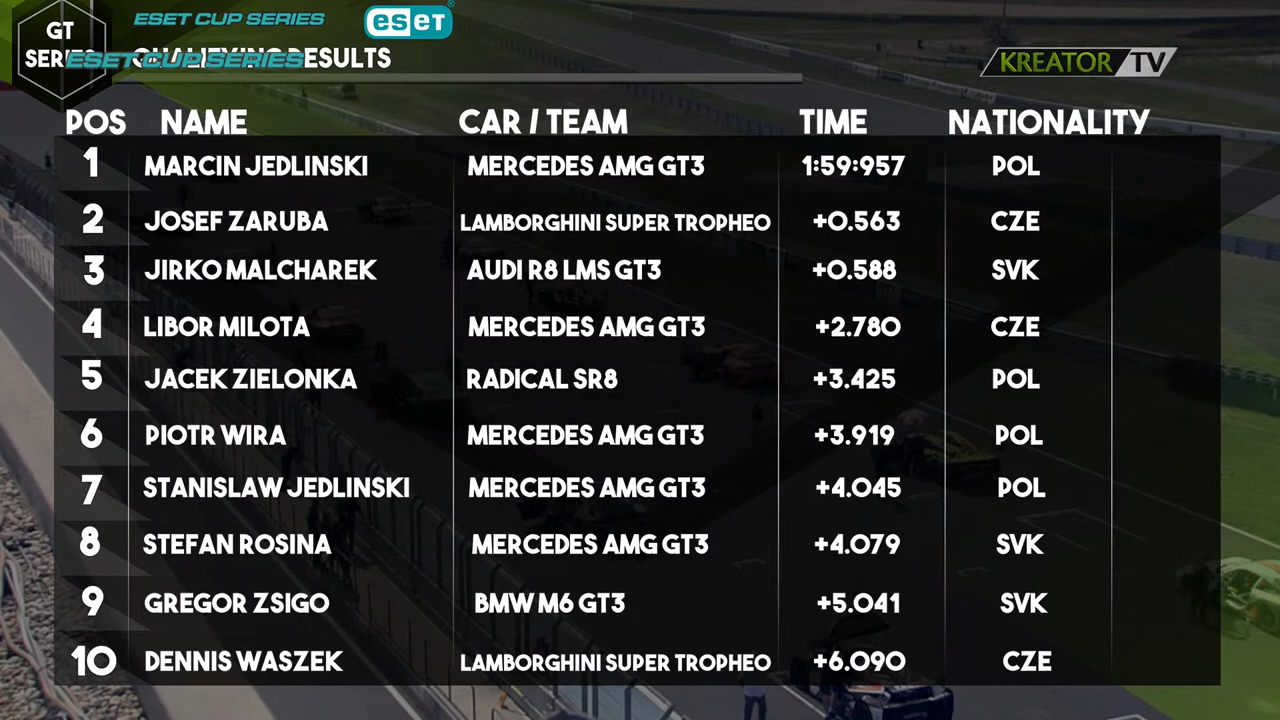 GT
SERIES
ESET CUP SERIES
eseT
ESET CUP SERIES
QUALIFYING RESULTS
KREATOR TV
POS NAME CAR / TEAM TIME NATIONALITY
1 MARCIN JEDLINSKI MERCEDES AMG GT3 1:59:957 POL
2 JOSEF ZARUBA LAMBORGHINI SUPER TROPHEO +0.563 CZE
3 JIRKO MALCHAREK AUDI R8 LMS GT3 +0.588 SVK
4 LIBOR MILOTA MERCEDES AMG GT3 +2.780 CZE
5 JACEK ZIELONKA RADICAL SR8 +3.425 POL
6 PIOTR WIRA MERCEDES AMG GT3 +3.919 POL
7 STANISLAW JEDLINSKI MERCEDES AMG GT3 +4.045 POL
8 STEFAN ROSINA MERCEDES AMG GT3 +4.079 SVK
9 GREGOR ZSIGO BMW M6 GT3 +5.041 SVK
10 DENNIS WASZEK LAMBORGHINI SUPER TROPHEO +6.090 CZE